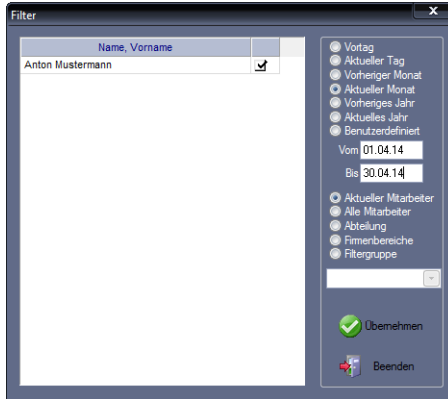 Filter
Name, Vorname
Anton Mustermann
Vortag
Aktueller Tag
Vorheriger Monat
Aktueller Monat
Vorheriges Jahr
Aktuelles Jahr
Benutzerdefiniert
Vom 01.04.14
Bis 30.04.14
Aktueller Mitarbeiter
Alle Mitarbeiter
Abteilung
Firmenbereiche
Filtergruppe
Übernehmen
Beenden